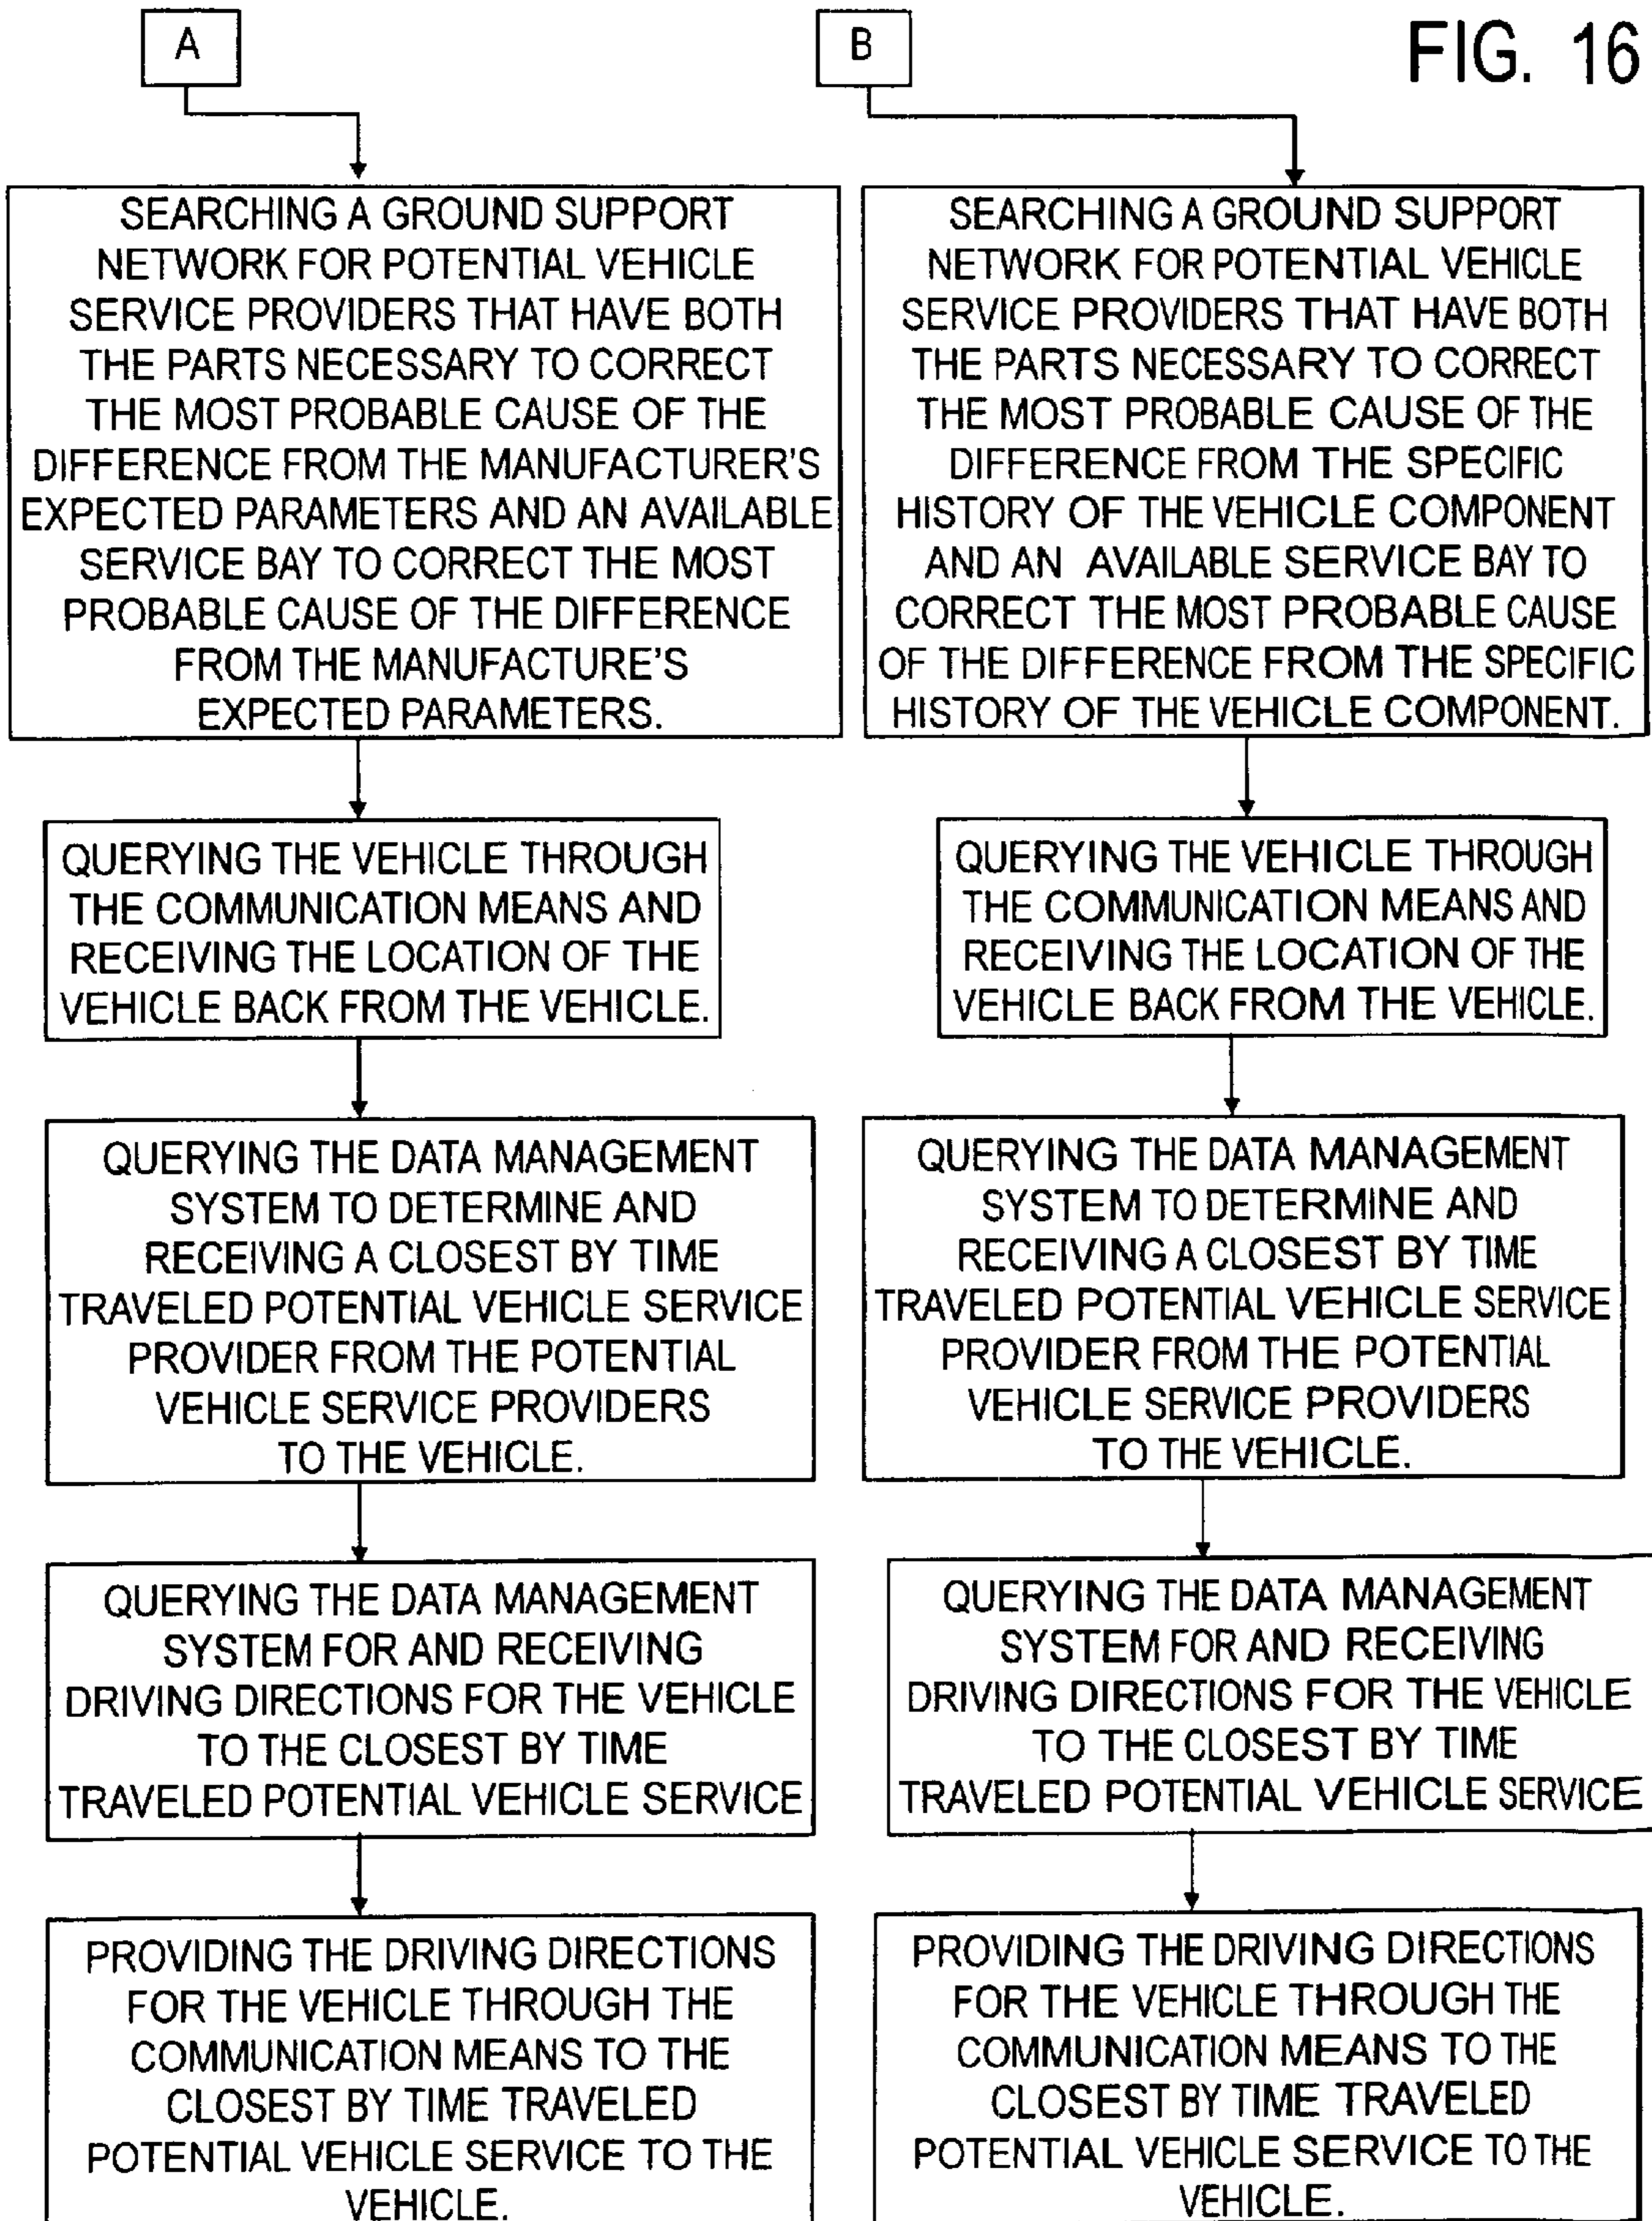 FIG. 16
A
SEARCHING A GROUND SUPPORT
NETWORK FOR POTENTIAL VEHICLE
SERVICE PROVIDERS THAT HAVE BOTH
THE PARTS NECESSARY TO CORRECT
THE MOST PROBABLE CAUSE OF THE
DIFFERENCE FROM THE MANUFACTURER'S
EXPECTED PARAMETERS AND AN AVAILABLE
SERVICE BAY TO CORRECT THE MOST
PROBABLE CAUSE OF THE DIFFERENCE
FROM THE MANUFACTURE'S
EXPECTED PARAMETERS.
QUERYING THE VEHICLE THROUGH
THE COMMUNICATION MEANS AND
RECEIVING THE LOCATION OF THE
VEHICLE BACK FROM THE VEHICLE.
QUERYING THE DATA MANAGEMENT
SYSTEM TO DETERMINE AND
RECEIVING A CLOSEST BY TIME
TRAVELED POTENTIAL VEHICLE SERVICE
PROVIDER FROM THE POTENTIAL
VEHICLE SERVICE PROVIDERS
TO THE VEHICLE.
QUERYING THE DATA MANAGEMENT
SYSTEM FOR AND RECEIVING
DRIVING DIRECTIONS FOR THE VEHICLE
TO THE CLOSEST BY TIME
TRAVELED POTENTIAL VEHICLE SERVICE
PROVIDING THE DRIVING DIRECTIONS
FOR THE VEHICLE THROUGH THE
COMMUNICATION MEANS TO THE
CLOSEST BY TIME TRAVELED
POTENTIAL VEHICLE SERVICE TO THE
VEHICLE.
B
SEARCHING A GROUND SUPPORT
NETWORK FOR POTENTIAL VEHICLE
SERVICE PROVIDERS THAT HAVE BOTH
THE PARTS NECESSARY TO CORRECT
THE MOST PROBABLE CAUSE OF THE
DIFFERENCE FROM THE SPECIFIC
HISTORY OF THE VEHICLE COMPONENT
AND AN AVAILABLE SERVICE BAY TO
CORRECT THE MOST PROBABLE CAUSE
OF THE DIFFERENCE FROM THE SPECIFIC
HISTORY OF THE VEHICLE COMPONENT.
QUERYING THE VEHICLE THROUGH
THE COMMUNICATION MEANS AND
RECEIVING THE LOCATION OF THE
VEHICLE BACK FROM THE VEHICLE.
QUERYING THE DATA MANAGEMENT
SYSTEM TO DETERMINE AND
RECEIVING A CLOSEST BY TIME
TRAVELED POTENTIAL VEHICLE SERVICE
PROVIDER FROM THE POTENTIAL
VEHICLE SERVICE PROVIDERS
TO THE VEHICLE.
QUERYING THE DATA MANAGEMENT
SYSTEM FOR AND RECEIVING
DRIVING DIRECTIONS FOR THE VEHICLE
TO THE CLOSEST BY TIME
TRAVELED POTENTIAL VEHICLE SERVICE
PROVIDING THE DRIVING DIRECTIONS
FOR THE VEHICLE THROUGH THE
COMMUNICATION MEANS TO THE
CLOSEST BY TIME TRAVELED
POTENTIAL VEHICLE SERVICE TO THE
VEHICLE.